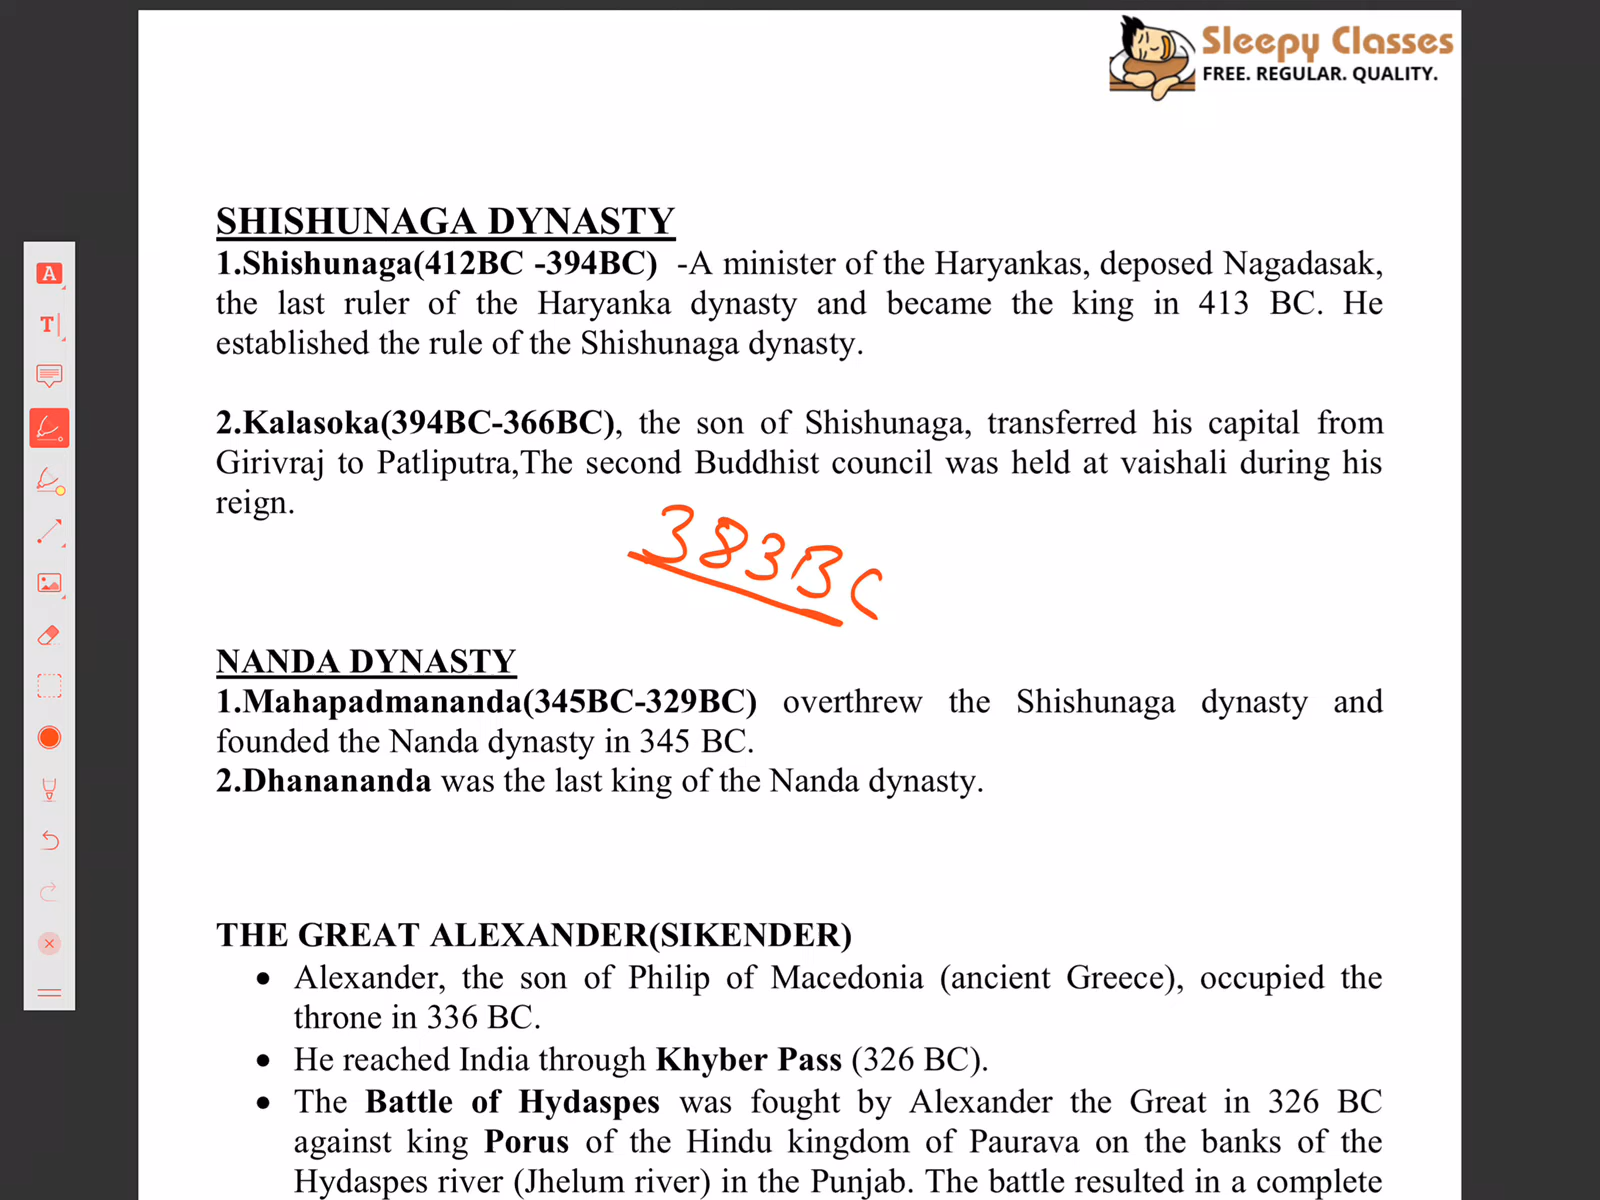 Sleepy Classes
FREE. REGULAR. QUALITY.
SHISHUNAGA DYNASTY
1.Shishunaga(412BC -394BC) -A minister of the Haryankas, deposed Nagadasak,
the last ruler of the Haryanka dynasty and became the king in 413 BC. He
established the rule of the Shishunaga dynasty.
2.Kalasoka(394BC-366BC), the son of Shishunaga, transferred his capital from
Girivraj to Patliputra,The second Buddhist council was held at vaishali during his
reign.
383BC
NANDA DYNASTY
1.Mahapadmananda(345BC-329BC) overthrew the Shishunaga dynasty and
founded the Nanda dynasty in 345 BC.
2.Dhanananda was the last king of the Nanda dynasty.
THE GREAT ALEXANDER(SIKENDER)
• Alexander, the son of Philip of Macedonia (ancient Greece), occupied the
throne in 336 BC.
• He reached India through Khyber Pass (326 BC).
• The Battle of Hydaspes was fought by Alexander the Great in 326 BC
against king Porus of the Hindu kingdom of Paurava on the banks of the
Hydaspes river (Jhelum river) in the Punjab. The battle resulted in a complete